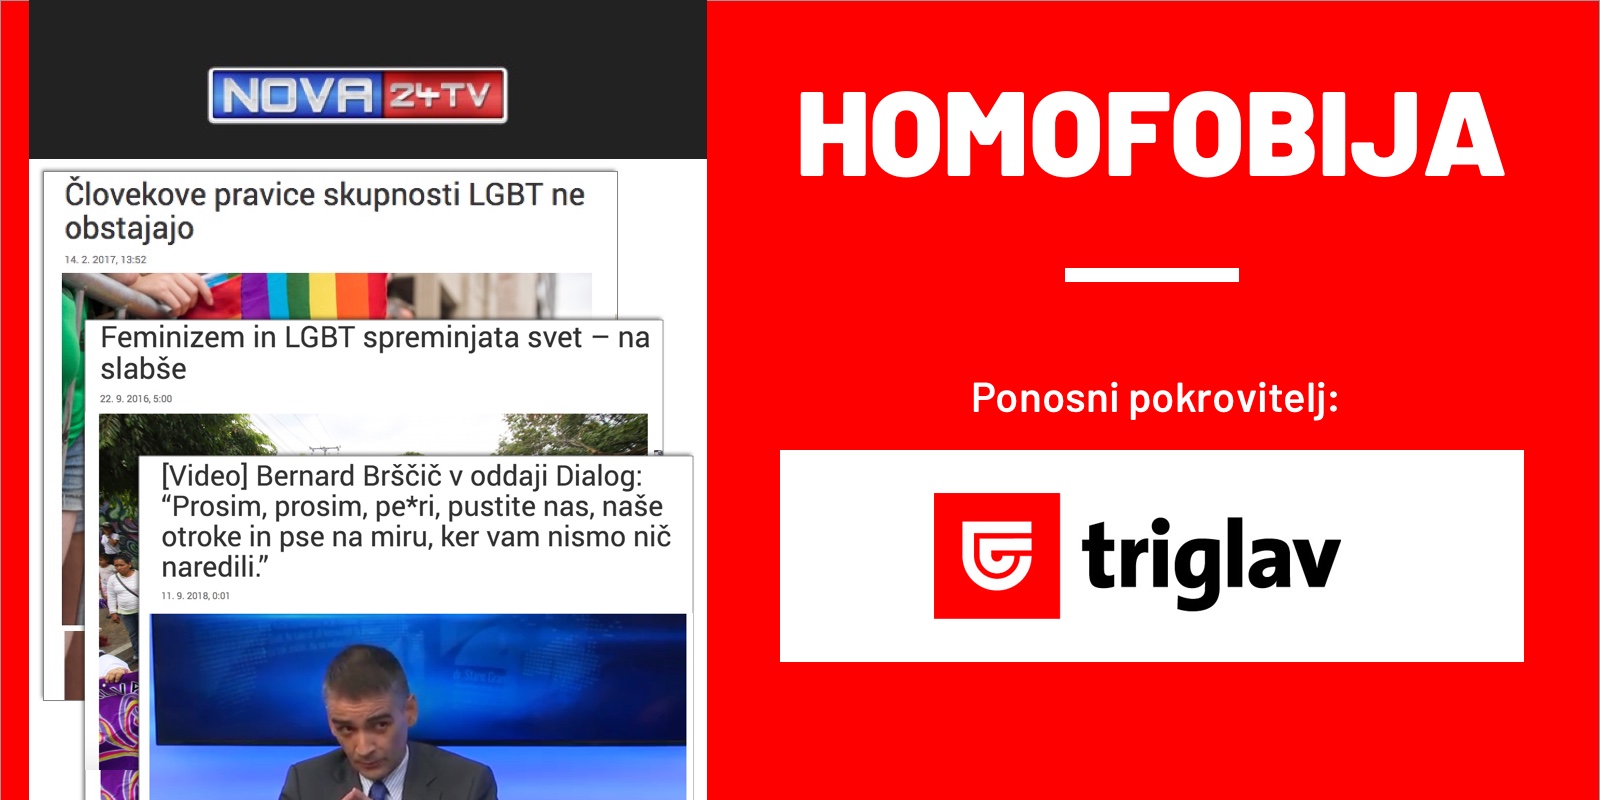 NOVA 24TV
Človekove pravice skupnosti LGBT ne
obstajajo
14. 2. 2017, 13:52
Feminizem in LGBT spreminjata svet – na
slabše
22. 9. 2016, 5:00
[Video] Bernard Brščič v oddaji Dialog:
“Prosim, prosim, pe*ri, pustite nas, naše
otroke in pse na miru, ker vam nismo nič
naredili.”
11. 9. 2018, 0:01
HOMOFOBIJA
Ponosni pokrovitelj:
triglav